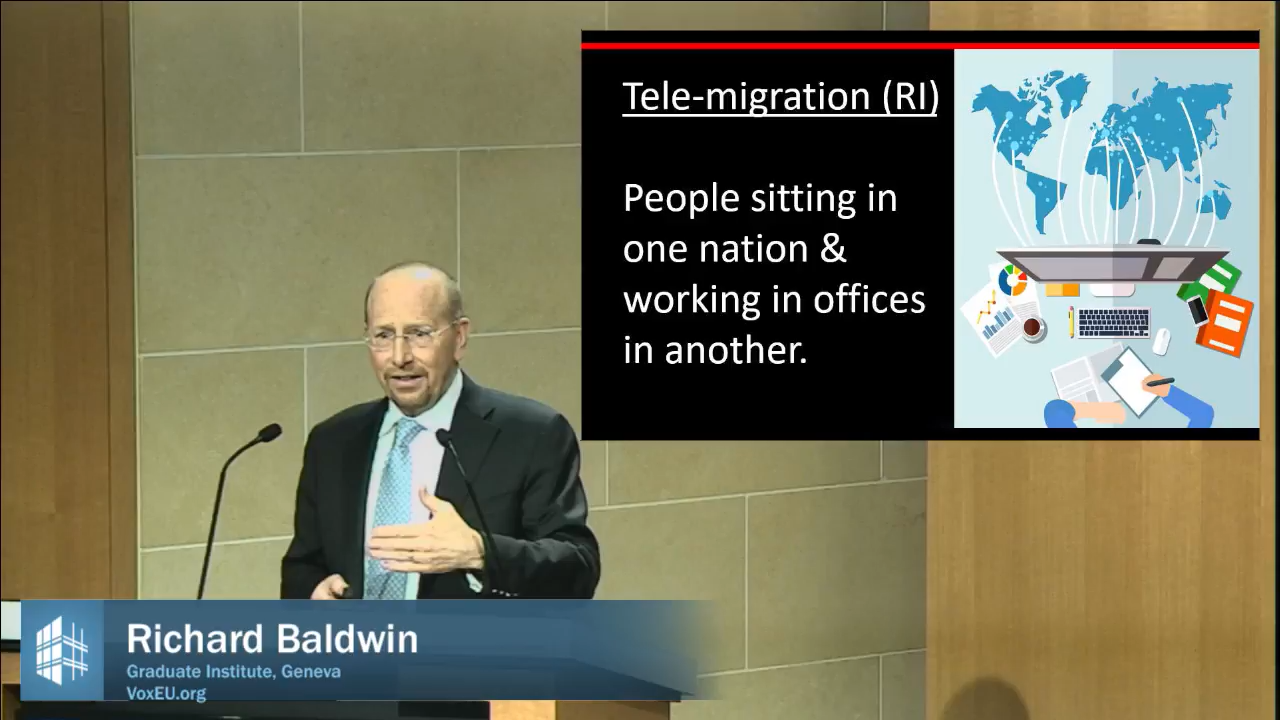 Tele-migration (RI)
People sitting in
one nation &
working in offices
in another.
Richard Baldwin
Graduate Institute, Geneva
VoxEU.org